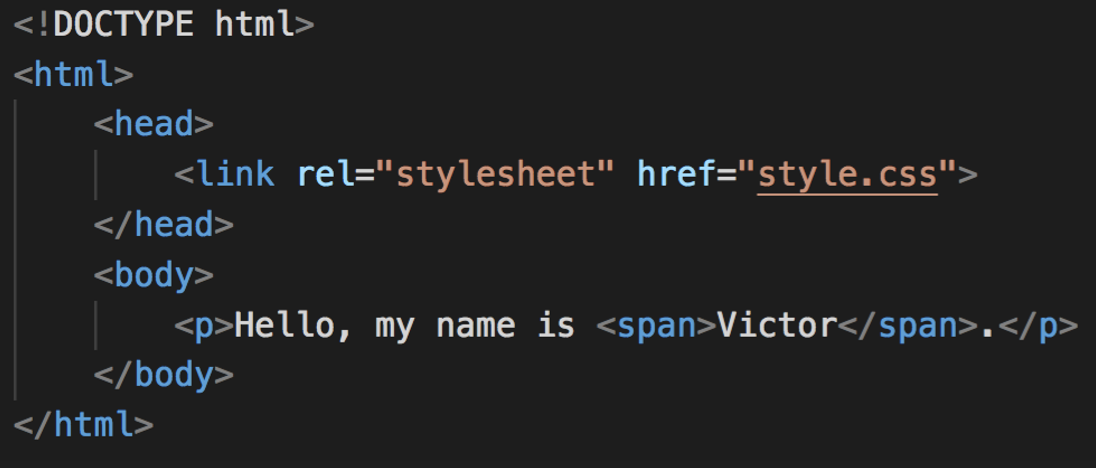 <!DOCTYPE html>
<html>
<head>
<link rel="stylesheet" href="style.css">
</head>
<body>
<p>Hello, my name is <span>Victor</span>.</p>
</body>
</html>